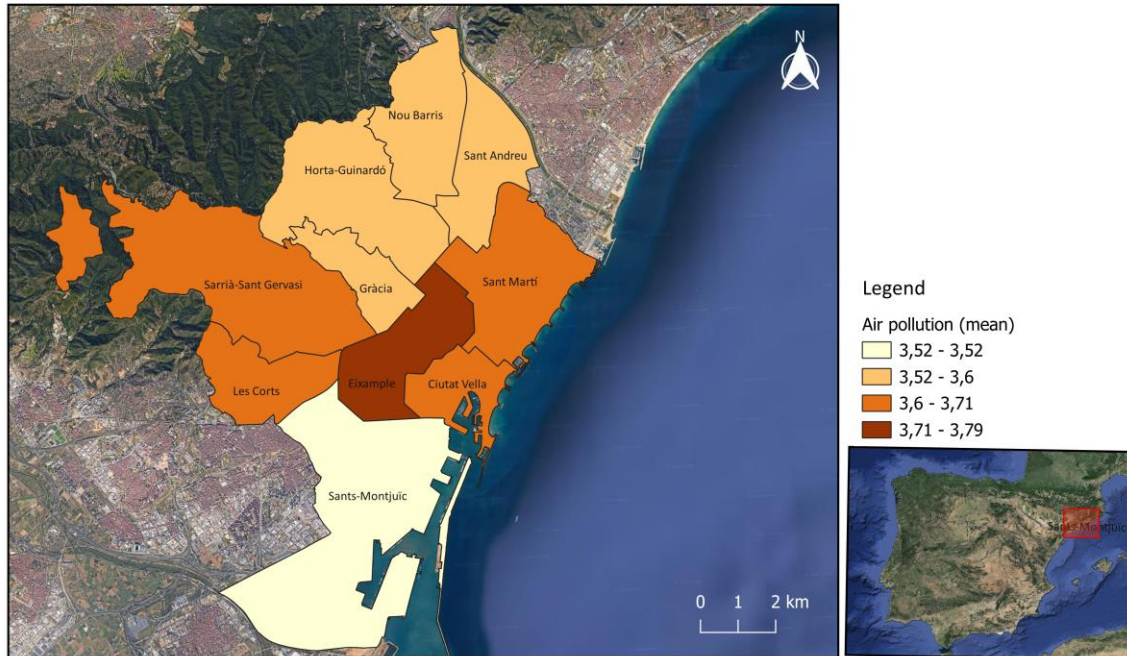 N
Nou Barris
Sant Andreu
Horta-Guinardó
Sarrià-Sant Gervasi
Gràcia
Sant Martí
Les Corts
Eixample
Ciutat Vella
Sants-Montjuïc
0 1 2 km
Legend
Air pollution (mean)
3,52 - 3,52
3,52 - 3,6
3,6 - 3,71
3,71 - 3,79
Sants-Montjuïc